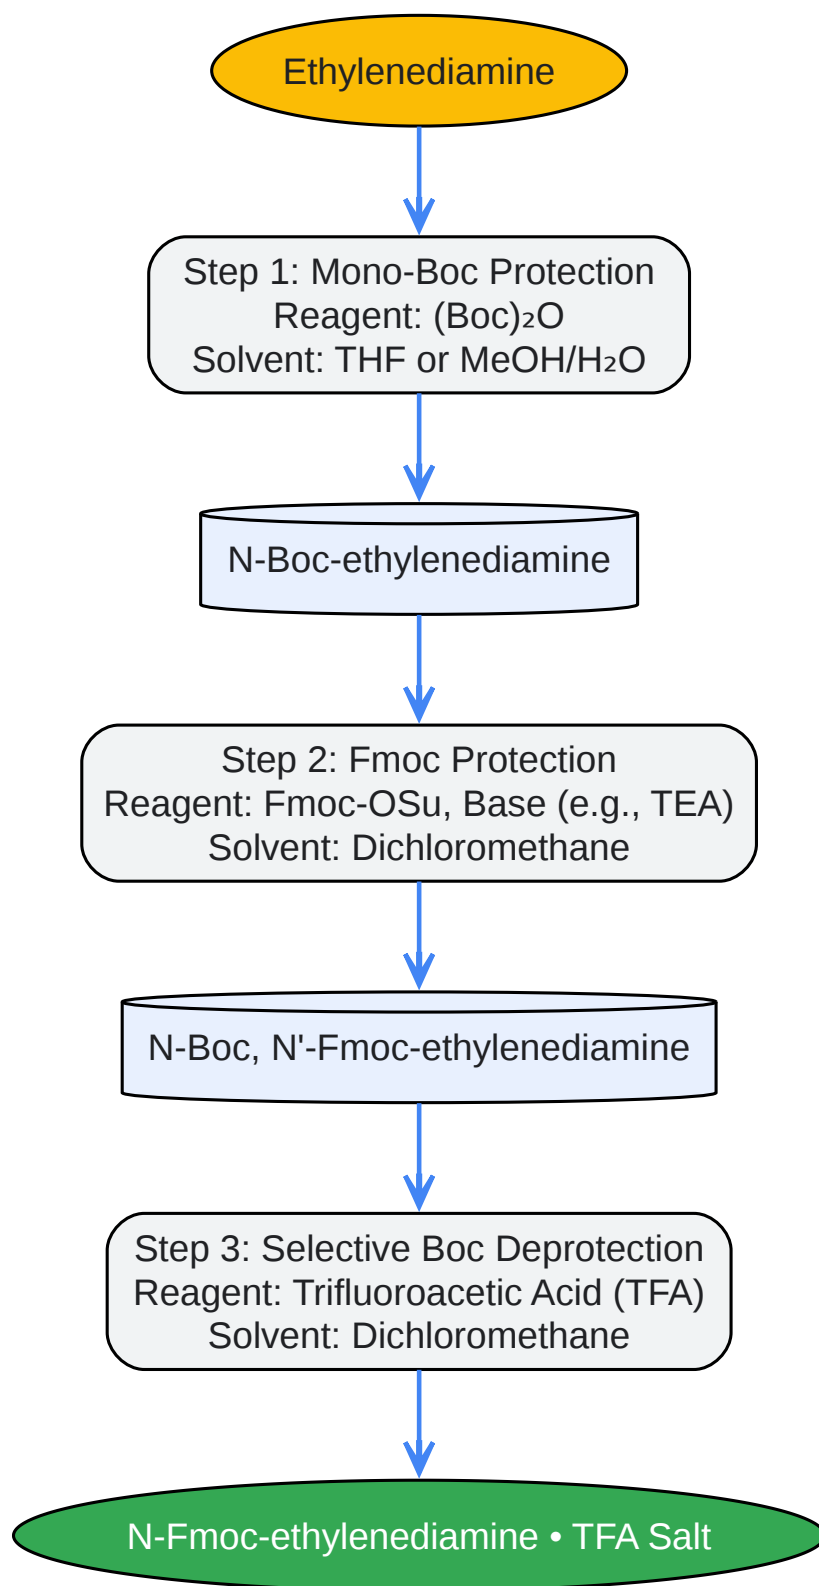 Ethylenediamine
Step 1: Mono-Boc Protection
Reagent: (Boc)₂O
Solvent: THF or MeOH/H₂O
N-Boc-ethylenediamine
Step 2: Fmoc Protection
Reagent: Fmoc-OSu, Base (e.g., TEA)
Solvent: Dichloromethane
N-Boc, N'-Fmoc-ethylenediamine
Step 3: Selective Boc Deprotection
Reagent: Trifluoroacetic Acid (TFA)
Solvent: Dichloromethane
N-Fmoc-ethylenediamine • TFA Salt